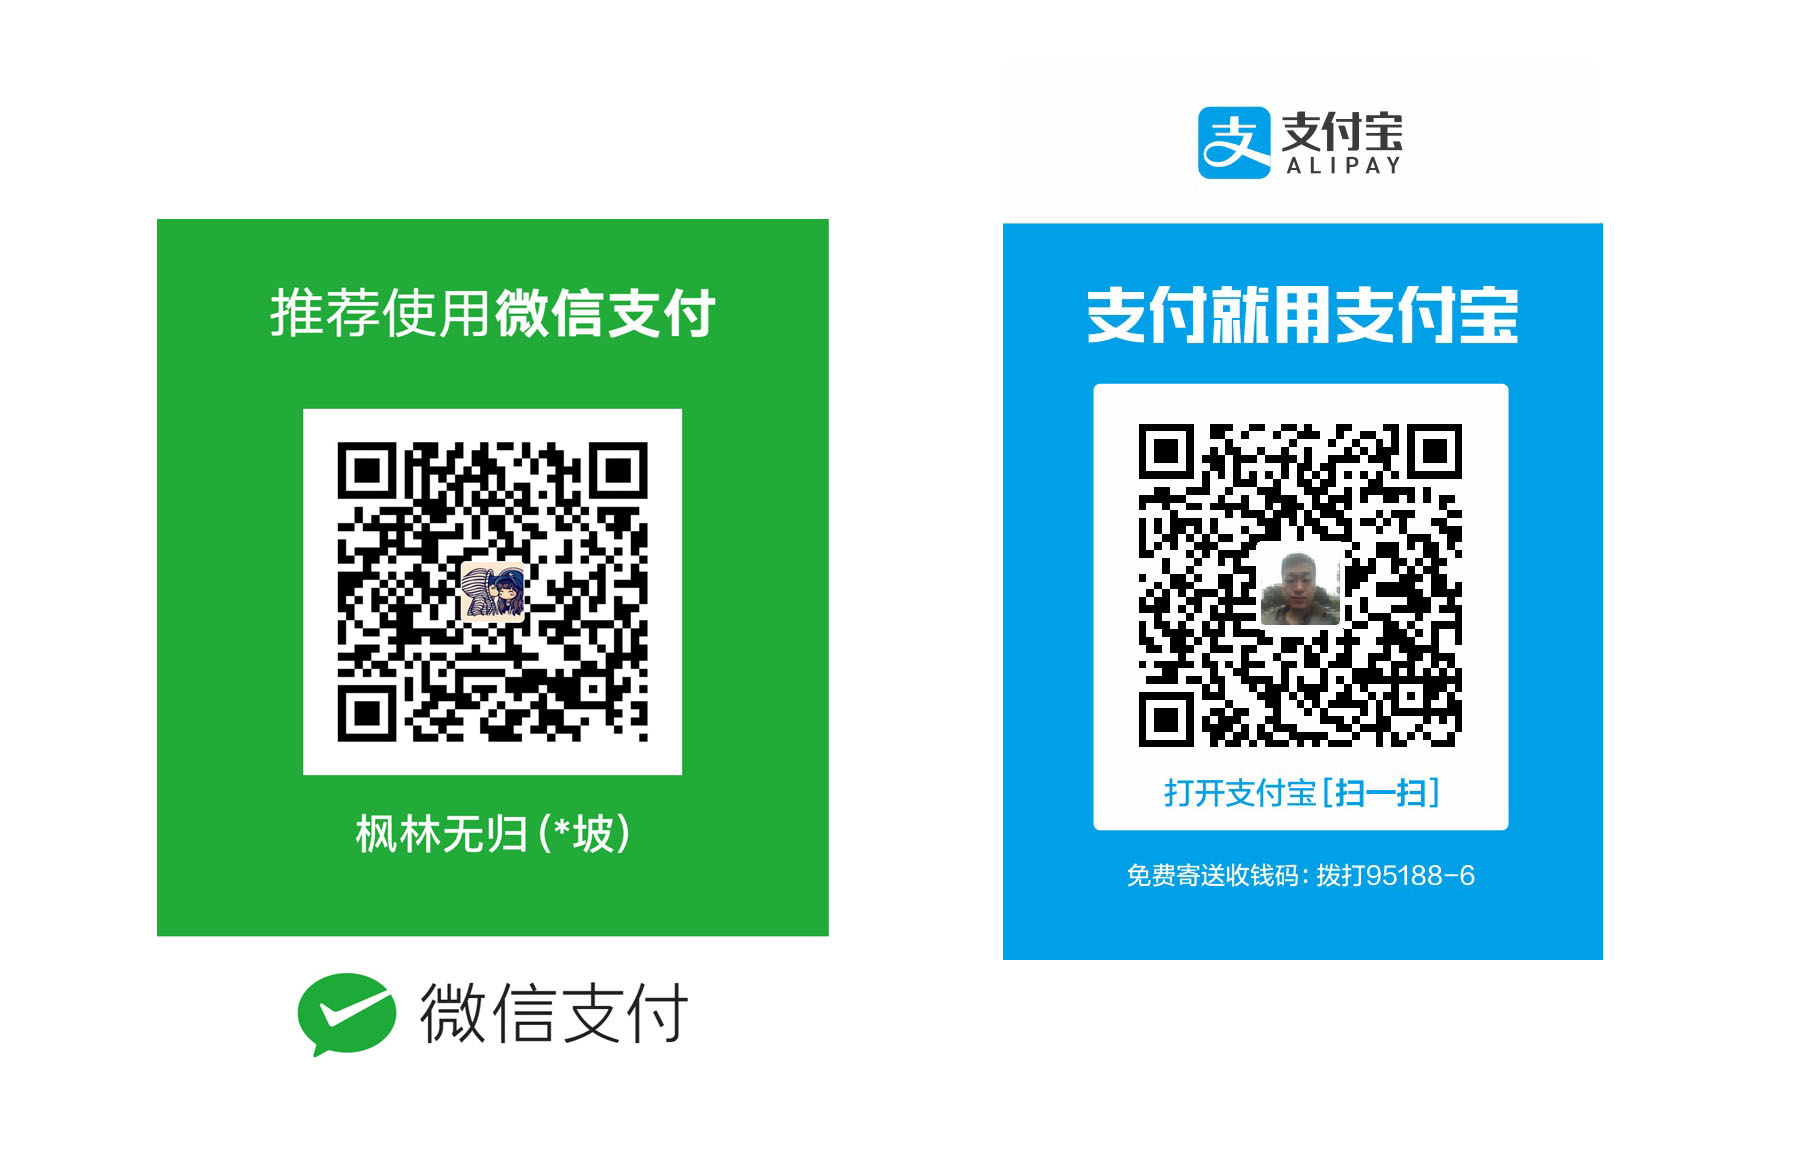 推荐使用微信支付
枫林无归(*坡)
微信支付
支
支付宝
ALIPAY
支付就用支付宝
打开支付宝[扫一扫]
免费寄送收钱码:拨打95188-6